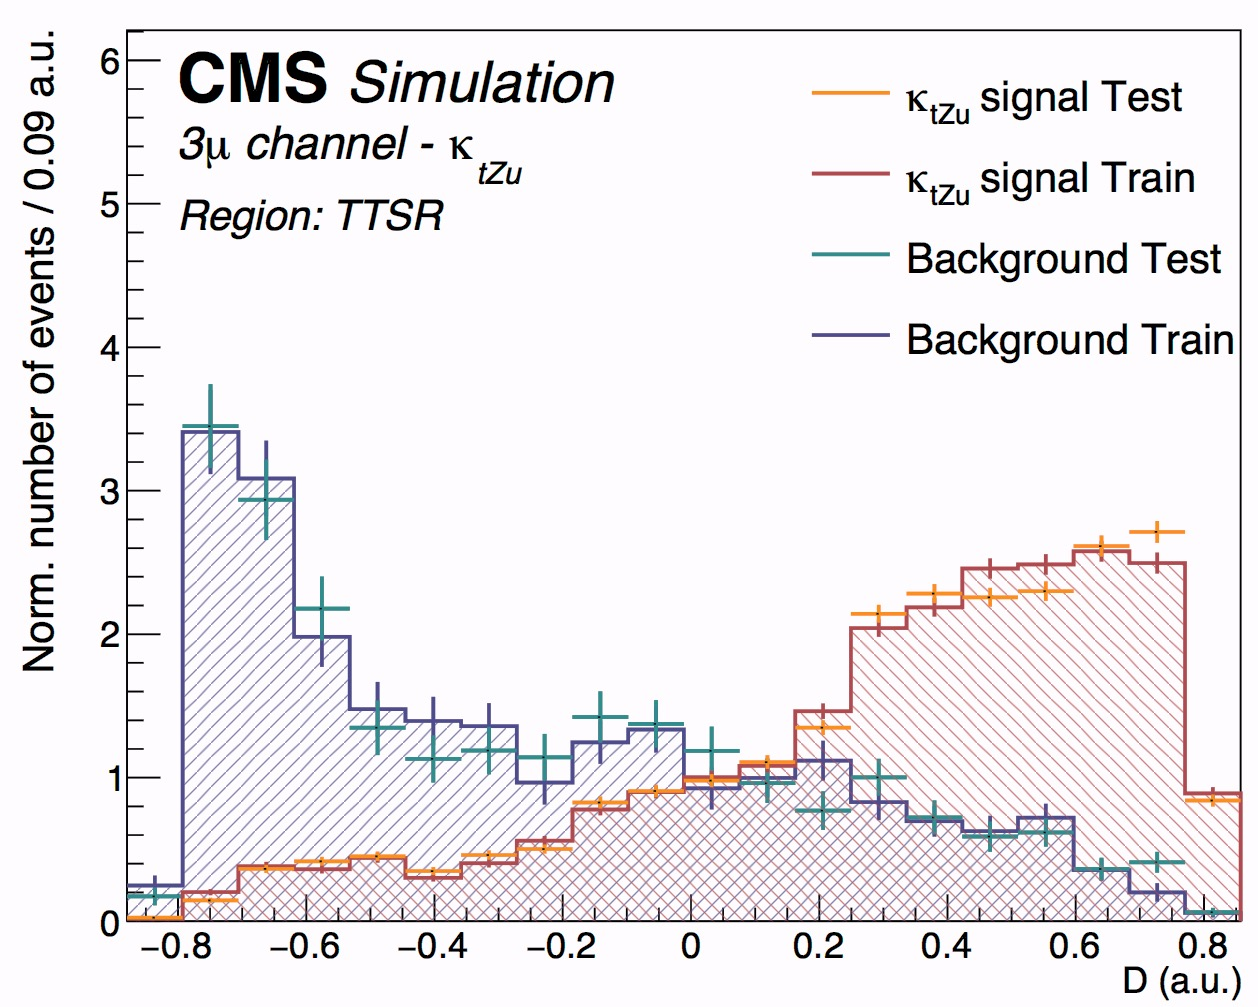 CMS Simulation
3μ channel - κ tZu
Region: TTSR
κtZu signal Test
κtZu signal Train
Background Test
Background Train
Norm. number of events / 0.09 a.u.
6
5
4
3
2
1
0
−0.8 −0.6 −0.4 −0.2 0 0.2 0.4 0.6 0.8
D (a.u.)